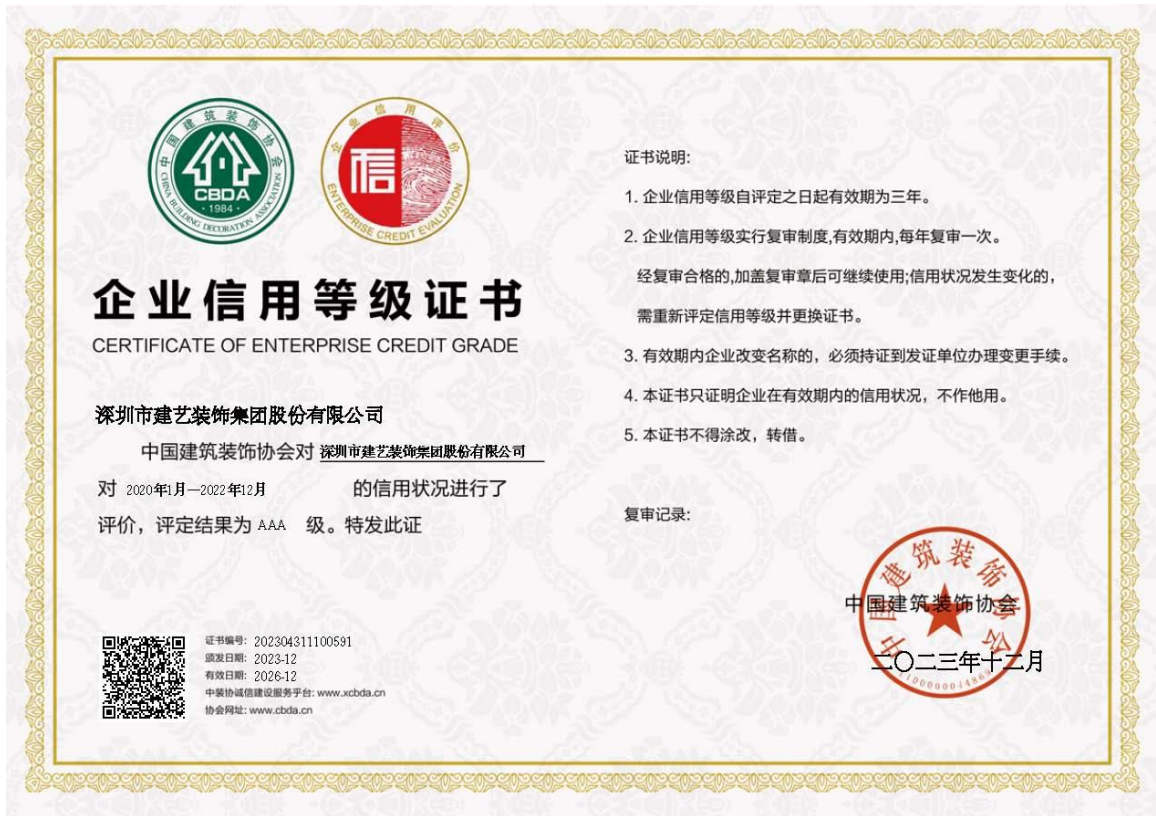 中国建筑装饰协会
CBDA
·1984·
CHINA BUILDING DECORATION ASSOCIATION
企业信用评价
信
ENTERPRISE CREDIT EVALUATION
企业信用等级证书
CERTIFICATE OF ENTERPRISE CREDIT GRADE
深圳市建艺装饰集团股份有限公司
中国建筑装饰协会对 深圳市建艺装饰集团股份有限公司
对 2020年1月—2022年12月 的信用状况进行了
评价，评定结果为 AAA 级。特发此证
证书编号: 202304311100591
颁发日期: 2023-12
有效日期: 2026-12
中装协诚信建设服务平台: www.xcbda.cn
协会网址: www.cbda.cn
证书说明:
1. 企业信用等级自评定之日起有效期为三年。
2. 企业信用等级实行复审制度,有效期内,每年复审一次。
经复审合格的,加盖复审章后可继续使用;信用状况发生变化的,
需重新评定信用等级并更换证书。
3. 有效期内企业改变名称的，必须持证到发证单位办理变更手续。
4. 本证书只证明企业在有效期内的信用状况，不作他用。
5. 本证书不得涂改，转借。
复审记录:
中国建筑装饰协会
中国建筑装饰协会
二〇二三年十二月